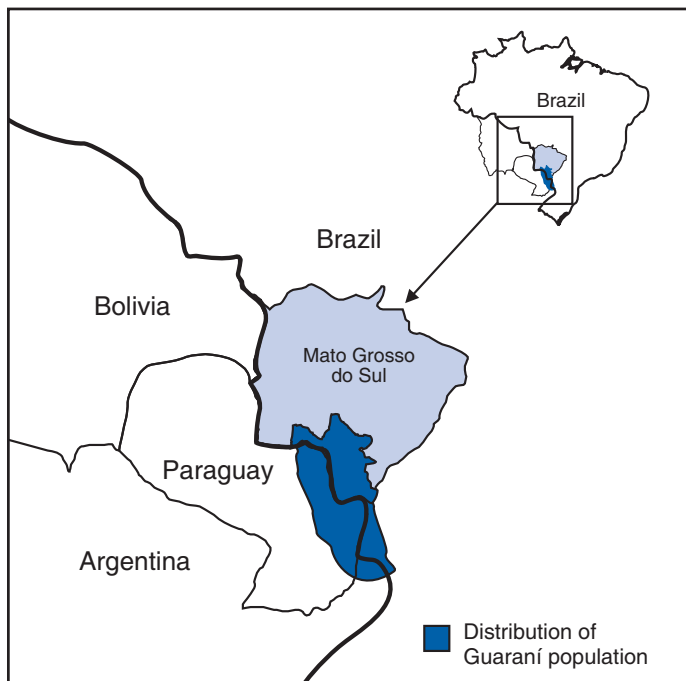 Brazil
Brazil
Bolivia
Mato Grosso
do Sul
Paraguay
Argentina
Distribution of
Guaraní population